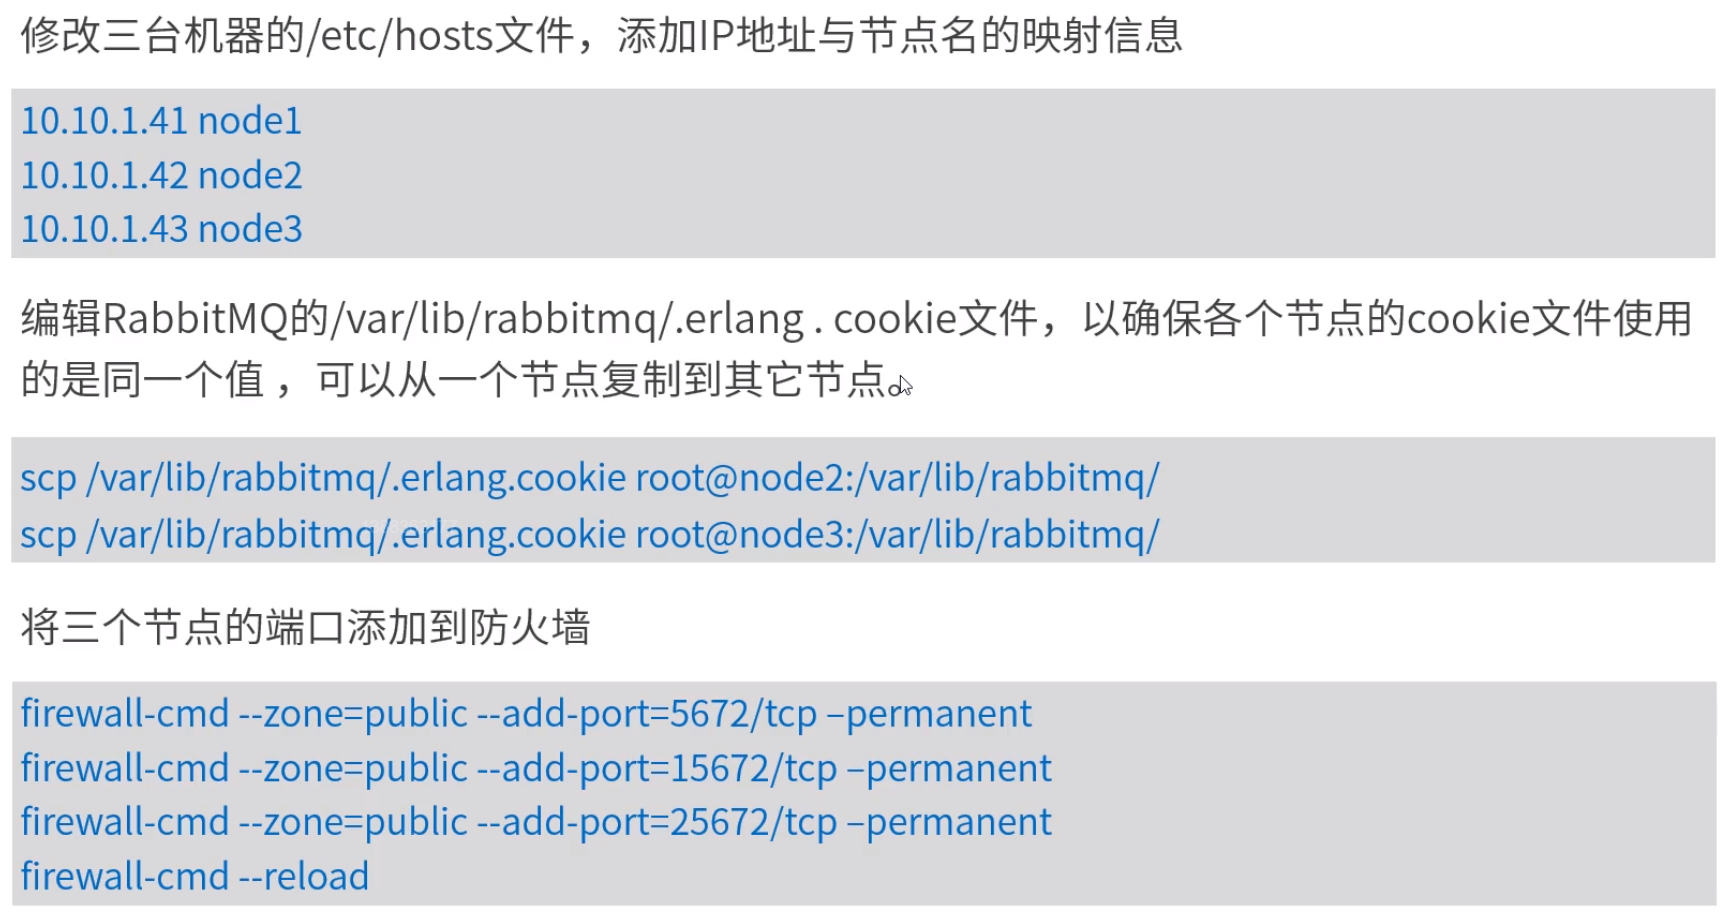 修改三台机器的/etc/hosts文件，添加IP地址与节点名的映射信息
10.10.1.41 node1
10.10.1.42 node2
10.10.1.43 node3
编辑RabbitMQ的/var/lib/rabbitmq/.erlang . cookie文件，以确保各个节点的cookie文件使用
的是同一个值 ，可以从一个节点复制到其它节点。
scp /var/lib/rabbitmq/.erlang.cookie root@node2:/var/lib/rabbitmq/
scp /var/lib/rabbitmq/.erlang.cookie root@node3:/var/lib/rabbitmq/
将三个节点的端口添加到防火墙
firewall-cmd --zone=public --add-port=5672/tcp –permanent
firewall-cmd --zone=public --add-port=15672/tcp –permanent
firewall-cmd --zone=public --add-port=25672/tcp –permanent
firewall-cmd --reload